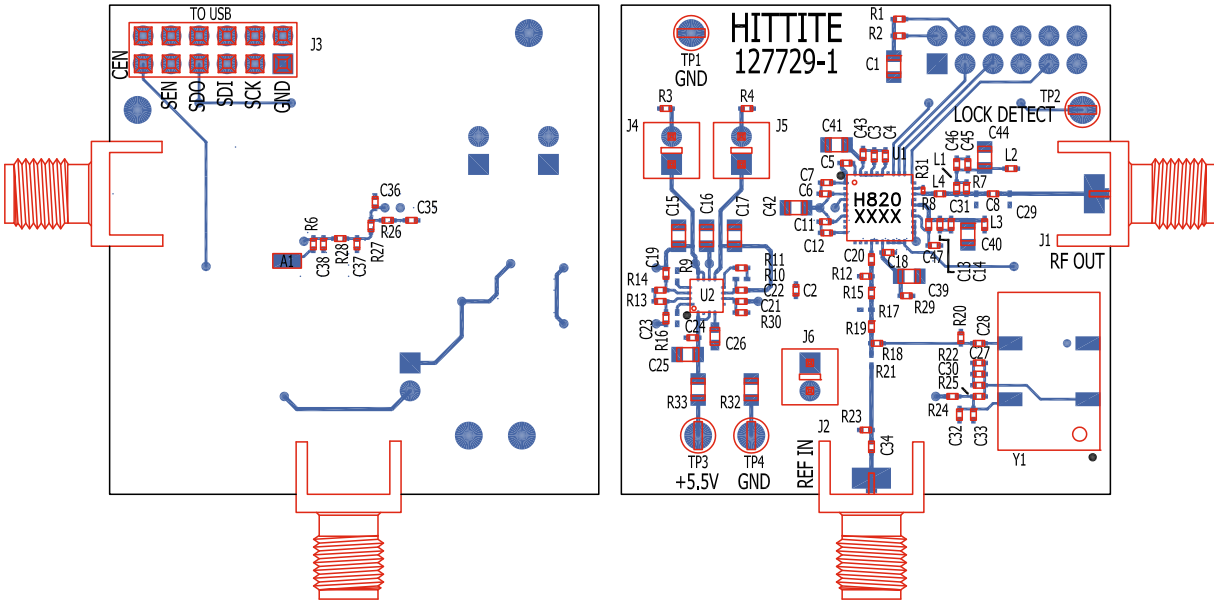 TO USB
J3
CEN
SEN
SDO
SDI
SCK
GND
C36
C35
R26
R27
R6
C38
R28
C37
A1
HITTITE
127729-1
TP1
GND
R1
R2
C1
TP2
LOCK DETECT
R3
R4
J4
J5
C41
C43
C3
C4
U1
C5
C7
C6
C42
C11
C12
H820
XXXX
R31
L1
C46
C45
C44
L2
L4
R7
R8
C31
C8
C29
L3
C40
J1
RF OUT
C47
C13
C14
C15
C16
C17
C19
R9
R11
R10
R14
R13
U2
C22
C21
R30
C2
C23
R16
C24
C25
C26
C20
C18
R12
R15
C39
R29
R17
R19
R18
R21
R20
C28
R22
C27
C30
R25
R24
C32
C33
Y1
J6
R33
R32
R23
J2
C34
REF IN
TP3
+5.5V
TP4
GND